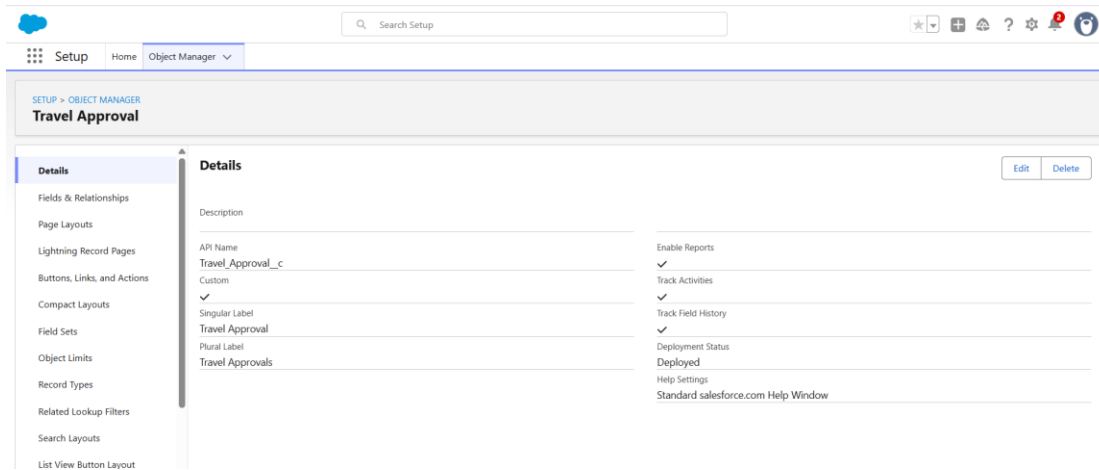 Search Setup
2
Setup Home Object Manager
SETUP > OBJECT MANAGER
Travel Approval
Details
Fields & Relationships
Page Layouts
Lightning Record Pages
Buttons, Links, and Actions
Compact Layouts
Field Sets
Object Limits
Record Types
Related Lookup Filters
Search Layouts
List View Button Layout
Details
Edit Delete
Description
API Name
Travel_Approval__c
Custom
Singular Label
Travel Approval
Plural Label
Travel Approvals
Enable Reports
Track Activities
Track Field History
Deployment Status
Deployed
Help Settings
Standard salesforce.com Help Window